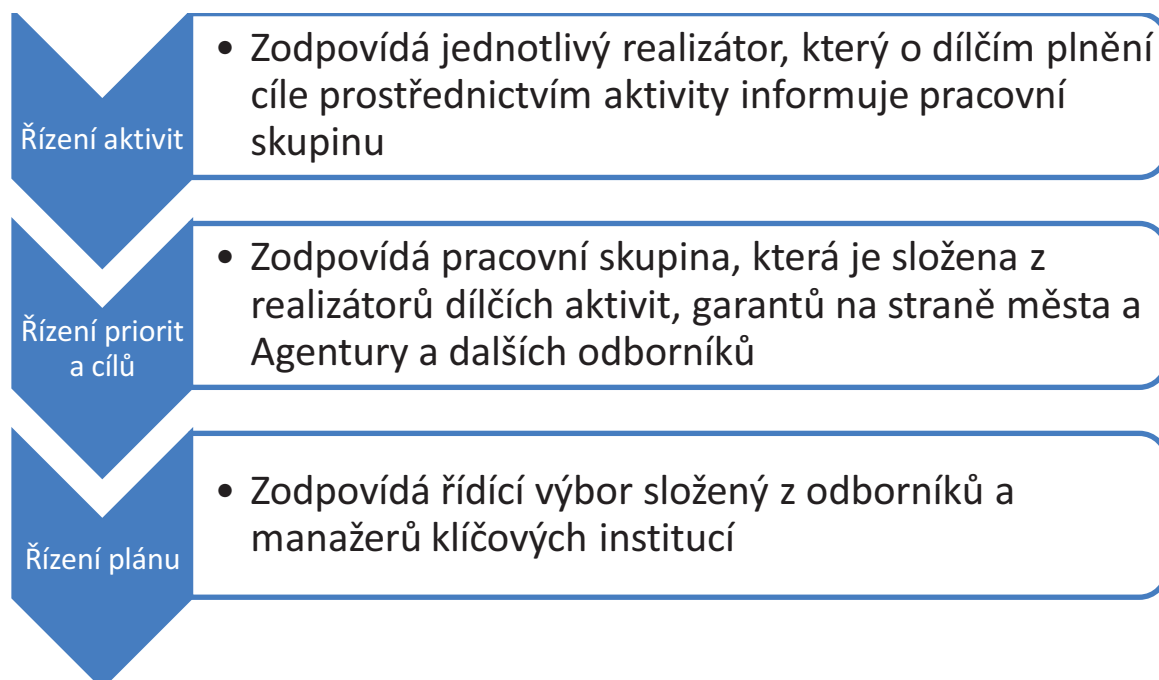 Řízení aktivit
• Zodpovídá jednotlivý realizátor, který o dílčím plnění
cíle prostřednictvím aktivity informuje pracovní
skupinu
Řízení priorit
a cílů
• Zodpovídá pracovní skupina, která je složena z
realizátorů dílčích aktivit, garantů na straně města a
Agentury a dalších odborníků
Řízení plánu
• Zodpovídá řídící výbor složený z odborníků a
manažerů klíčových institucí